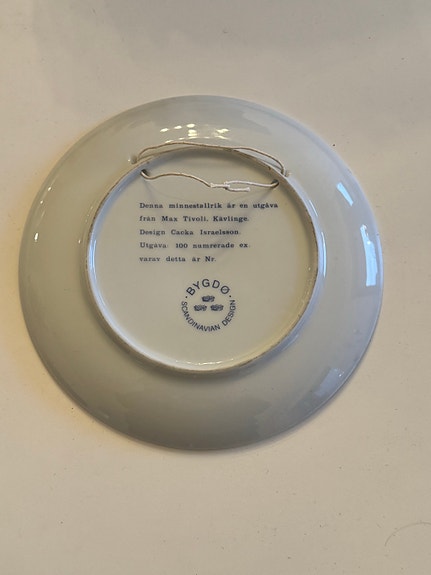 Denna minnestellrik är en utgåva
från Max Tivoli, Kävlinge.
Design Cacka Israelsson.
Utgåva 100 numrerade ex.
varav detta är Nr.
· BYGDØ ·
SCANDINAVIAN DESIGN